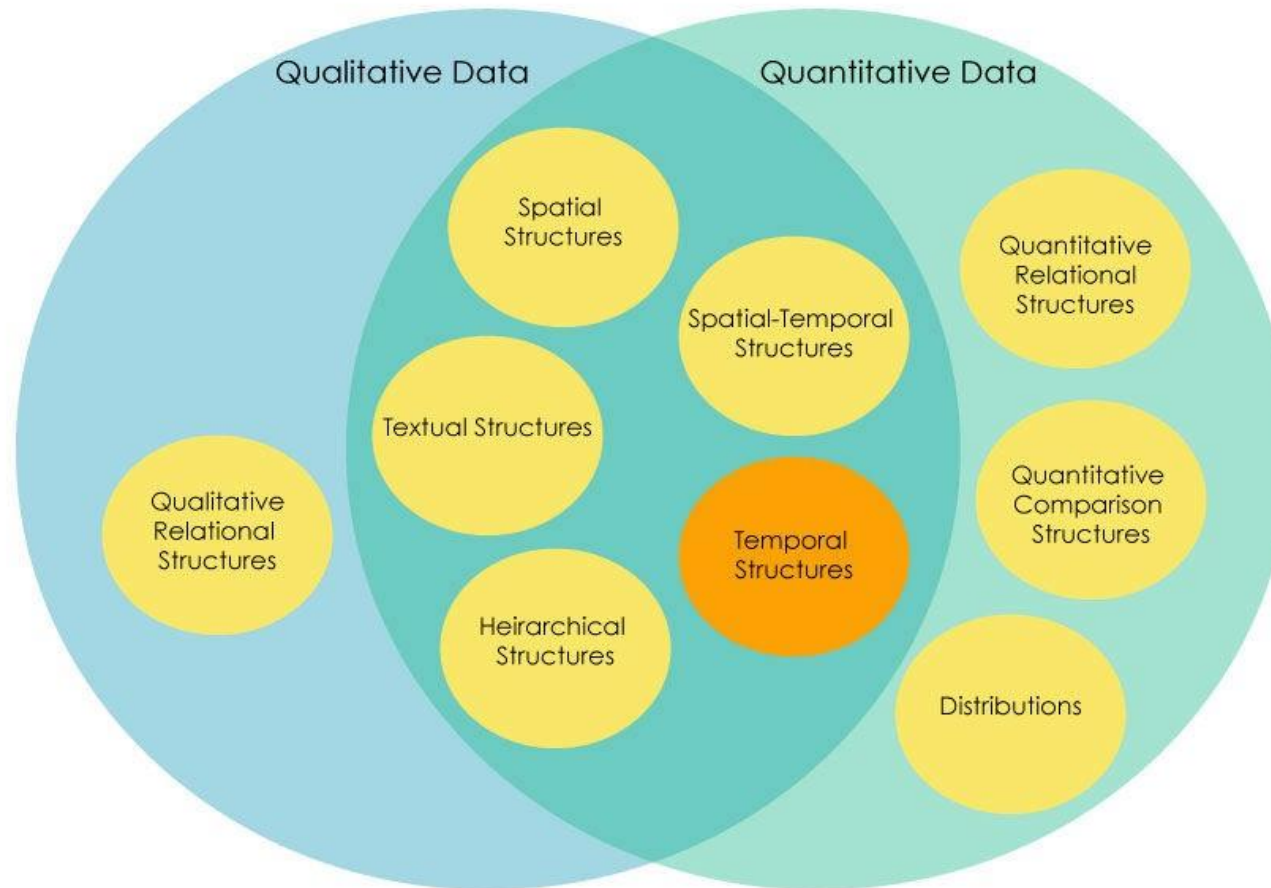 Qualitative Data
Quantitative Data
Spatial
Structures
Quantitative
Relational
Structures
Spatial-Temporal
Structures
Textual Structures
Qualitative
Relational
Structures
Quantitative
Comparison
Structures
Temporal
Structures
Heirarchical
Structures
Distributions